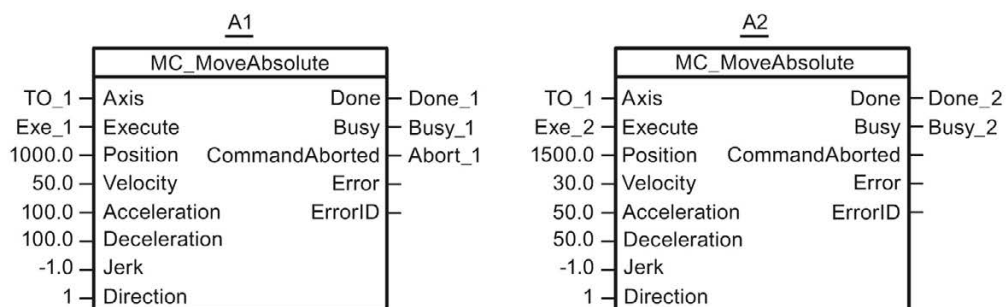 A1
MC_MoveAbsolute
TO_1 Axis Done Done_1
Exe_1 Execute Busy Busy_1
1000.0 Position CommandAborted Abort_1
50.0 Velocity Error
100.0 Acceleration ErrorID
100.0 Deceleration
-1.0 Jerk
1 Direction
A2
MC_MoveAbsolute
TO_1 Axis Done Done_2
Exe_2 Execute Busy Busy_2
1500.0 Position CommandAborted
30.0 Velocity Error
50.0 Acceleration ErrorID
50.0 Deceleration
-1.0 Jerk
1 Direction